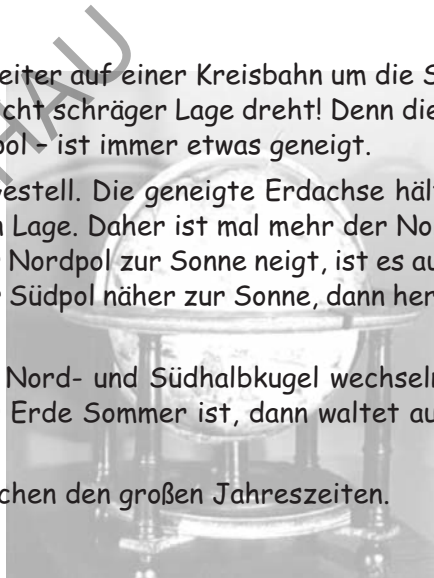 HAU
eiter auf einer Kreisbahn um die S
cht schräger Lage dreht! Denn die
pol – ist immer etwas geneigt.
estell. Die geneigte Erdachse häl
Lage. Daher ist mal mehr der No
Nordpol zur Sonne neigt, ist es au
Südpol näher zur Sonne, dann her
Nord- und Südhalbkugel wechseln
Erde Sommer ist, dann waltet au
chen den großen Jahreszeiten.